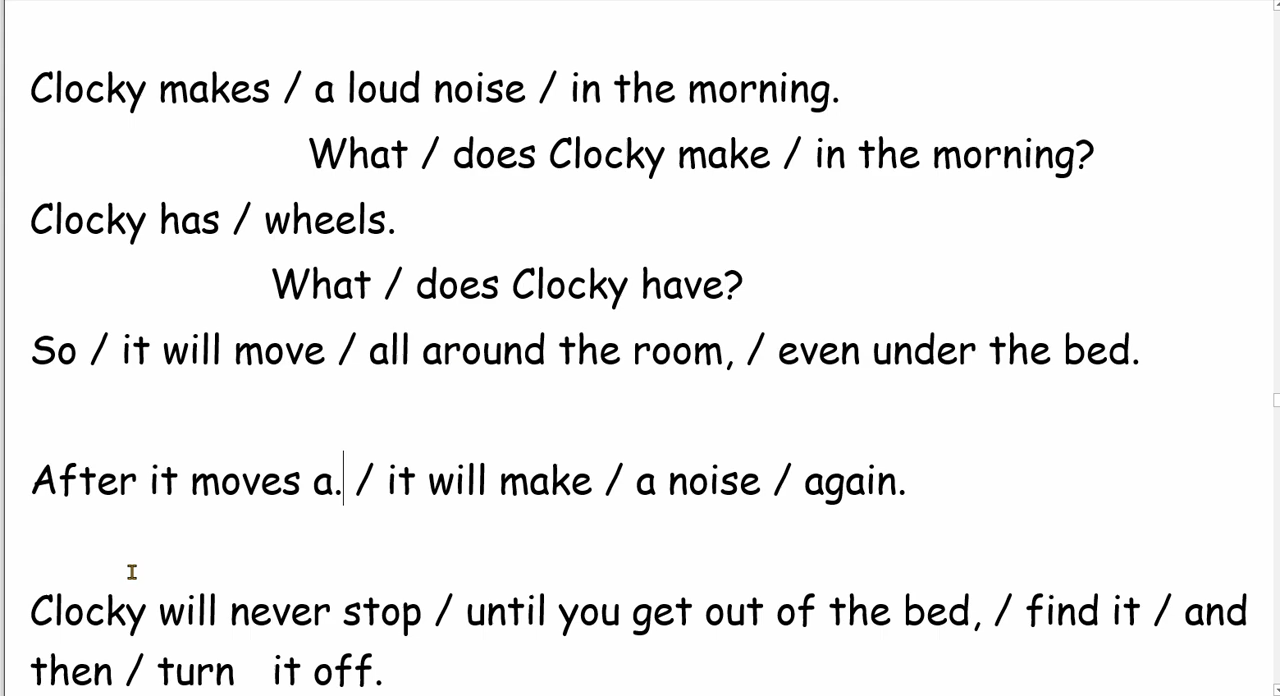 Clocky makes / a loud noise / in the morning.
What / does Clocky make / in the morning?
Clocky has / wheels.
What / does Clocky have?
So / it will move / all around the room, / even under the bed.
After it moves a. / it will make / a noise / again.
Clocky will never stop / until you get out of the bed, / find it / and
then / turn   it off.